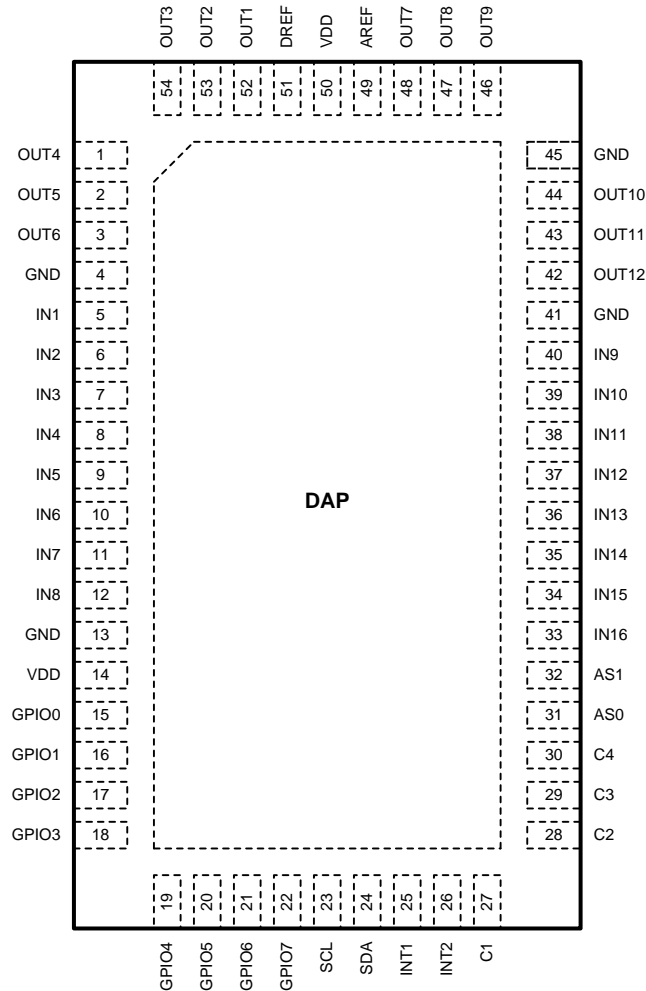 OUT3 OUT2 OUT1 DREF VDD AREF OUT7 OUT8 OUT9
54 53 52 51 50 49 48 47 46
OUT4 1 45 GND
OUT5 2 44 OUT10
OUT6 3 43 OUT11
GND 4 42 OUT12
IN1 5 41 GND
IN2 6 40 IN9
IN3 7 39 IN10
IN4 8 38 IN11
IN5 9 37 IN12
DAP
IN6 10 36 IN13
IN7 11 35 IN14
IN8 12 34 IN15
GND 13 33 IN16
VDD 14 32 AS1
GPIO0 15 31 AS0
GPIO1 16 30 C4
GPIO2 17 29 C3
GPIO3 18 28 C2
19 20 21 22 23 24 25 26 27
GPIO4 GPIO5 GPIO6 GPIO7 SCL SDA INT1 INT2 C1